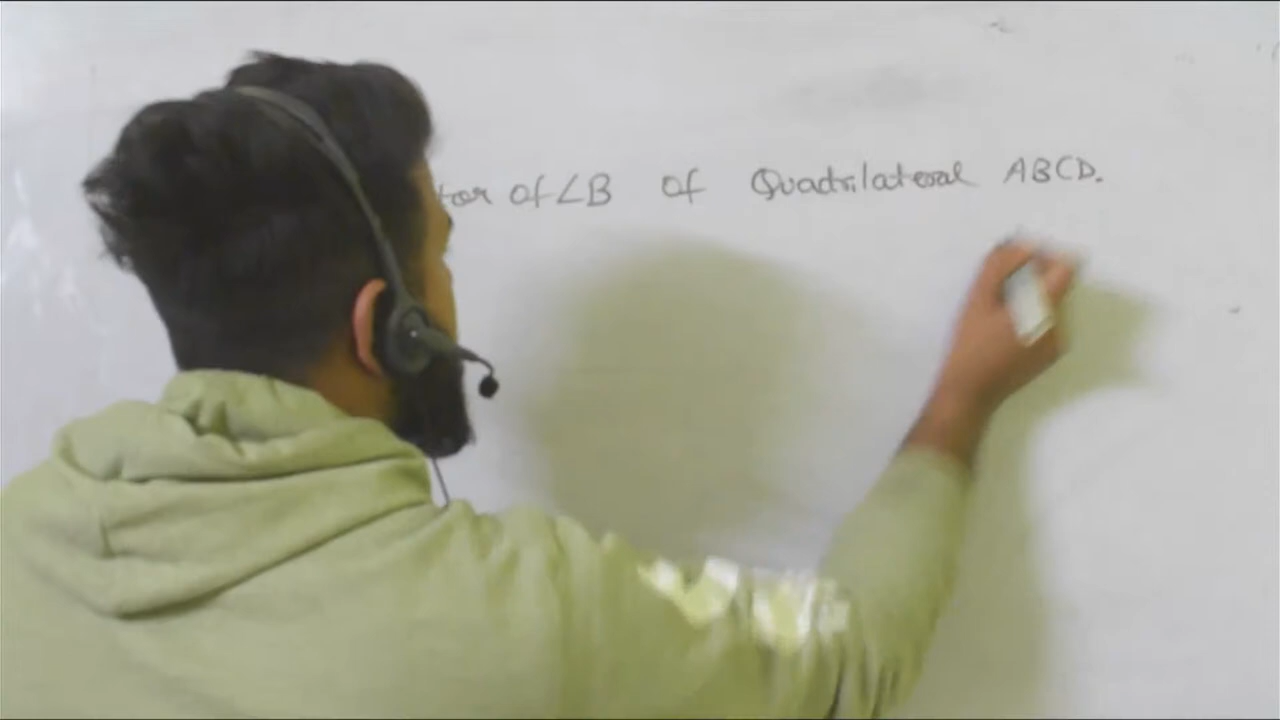 tor of ∠B of Quadrilateral ABCD.